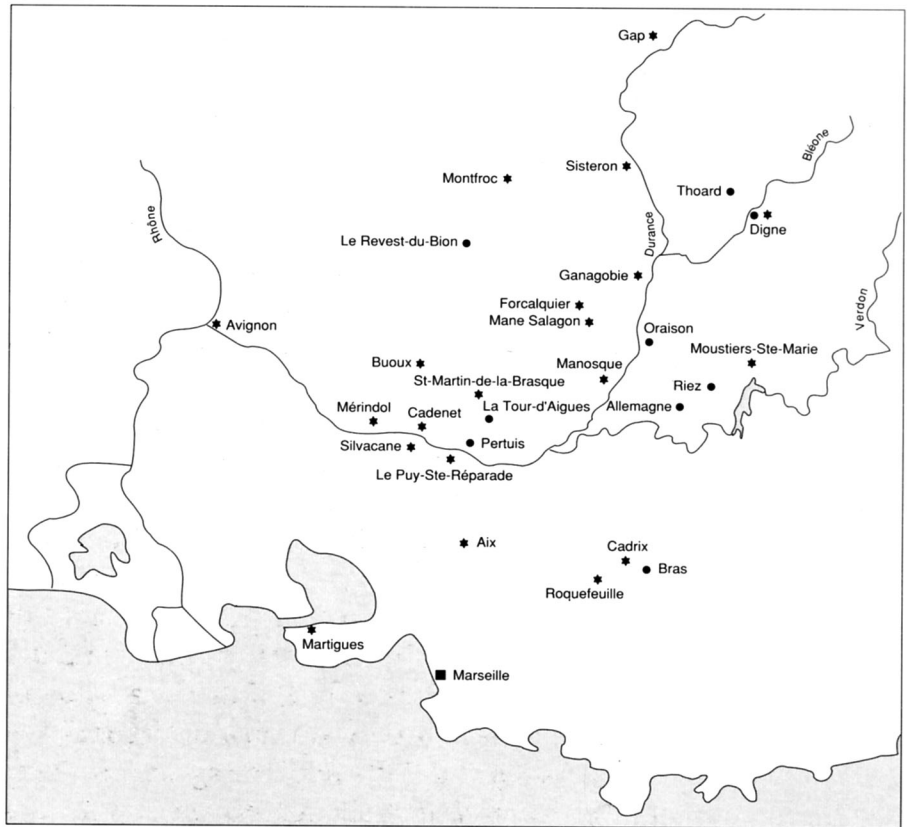 Gap
Bléone
Sisteron
Montfroc
Thoard
Rhône
Durance
Digne
Le Revest-du-Bion
Ganagobie
Verdon
Forcalquier
Mane Salagon
Avignon
Oraison
Moustiers-Ste-Marie
Buoux
Manosque
St-Martin-de-la-Brasque
Riez
Mérindol
Cadenet
La Tour-d'Aigues
Allemagne
Silvacane
Pertuis
Le Puy-Ste-Réparade
Aix
Cadrix
Bras
Roquefeuille
Martigues
Marseille